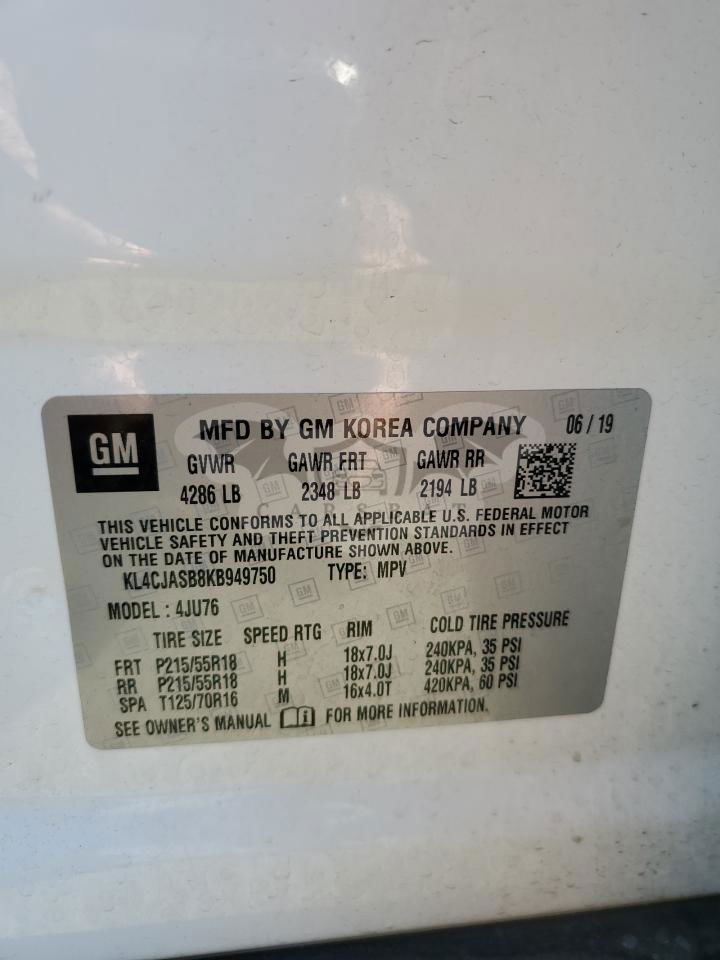 GM
MFD BY GM KOREA COMPANY 06 / 19
GVWR GAWR FRT GAWR RR
4286 LB 2348 LB 2194 LB
THIS VEHICLE CONFORMS TO ALL APPLICABLE U.S. FEDERAL MOTOR
VEHICLE SAFETY AND THEFT PREVENTION STANDARDS IN EFFECT
ON THE DATE OF MANUFACTURE SHOWN ABOVE.
KL4CJASB8KB949750 TYPE: MPV
MODEL : 4JU76
TIRE SIZE SPEED RTG RIM COLD TIRE PRESSURE
FRT P215/55R18 H 18x7.0J 240KPA, 35 PSI
RR P215/55R18 H 18x7.0J 240KPA, 35 PSI
SPA T125/70R16 M 16x4.0T 420KPA, 60 PSI
SEE OWNER'S MANUAL FOR MORE INFORMATION.